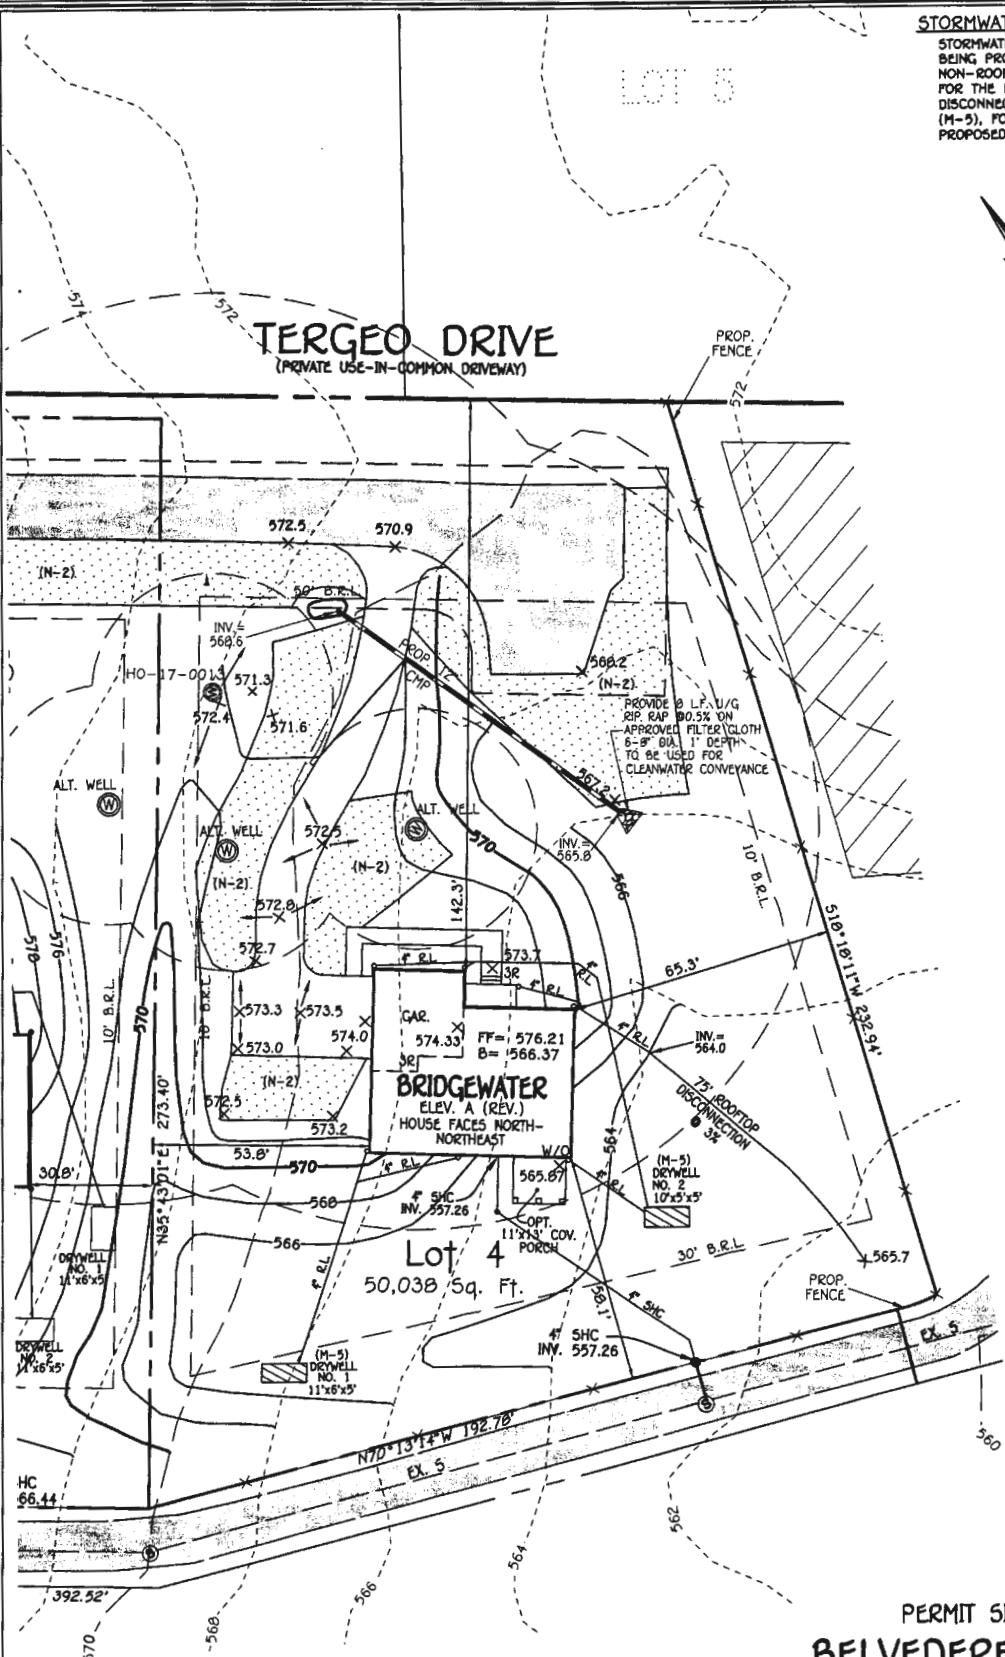 STORMWAT
STORMWAT
BEING PRO
NON-ROO
FOR THE
DISCONNE
(M-5), FO
PROPOSED
LOT 5
574
572
TERGEO DRIVE
(PRIVATE USE-IN-COMMON DRIVEWAY)
PROP.
FENCE
572
572.5
570.9
(N-2)
50' B.R.L.
INV.=
568.6
HO-17-0013
W
571.3
572.4
571.6
PROP. 12"
CMP
568.2
(N-2)
PROVIDE 8 L.F. U/G
RIP RAP @0.5% ON
APPROVED FILTER CLOTH
6-8" DIA. 1' DEPTH
TO BE USED FOR
CLEANWATER CONVEYANCE
567.2
ALT. WELL
W
ALT. WELL
W
ALT. WELL
W
572.5
570
INV.=
565.8
566
10' B.R.L.
(N-2)
(N-2)
142.3'
572.8
572.7
578
576
4" R.L.
573.7
3R
4" R.L.
4" R.L.
65.3'
S18°18'11"W 232.94'
10' B.R.L.
570
10' B.R.L.
573.3
573.5
574.0
573.0
GAR.
574.33
3R
FF= 576.21
B= 566.37
4" R.L.
INV.=
564.0
BRIDGEWATER
ELEV. A (REV.)
HOUSE FACES NORTH-
NORTHEAST
75' ROOFTOP
DISCONNECTION
@ 3%
(N-2)
572.5
573.2
N35°43'01"E 273.40'
53.8'
30.8'
570
4" R.L.
W/O
565.87
564
4" R.L.
(M-5)
DRYWELL
NO. 2
10'x5'x5'
568
4" SHC
INV. 557.26
OPT.
11'x13' COV.
PORCH
566
Lot 4
50,038 Sq. Ft.
30' B.R.L.
565.7
DRYWELL
NO. 1
11'x6'x5'
4" R.L.
4" SHC
58.1'
PROP.
FENCE
EX. S
4" SHC
INV. 557.26
DRYWELL
NO. 2
11'x6'x5'
(M-5)
DRYWELL
NO. 1
11'x6'x5'
S
N70°13'14"W 192.78'
EX. S
560
HC
66.44
S
562
564
566
392.52'
568
570
PERMIT SI
BELVEDERE